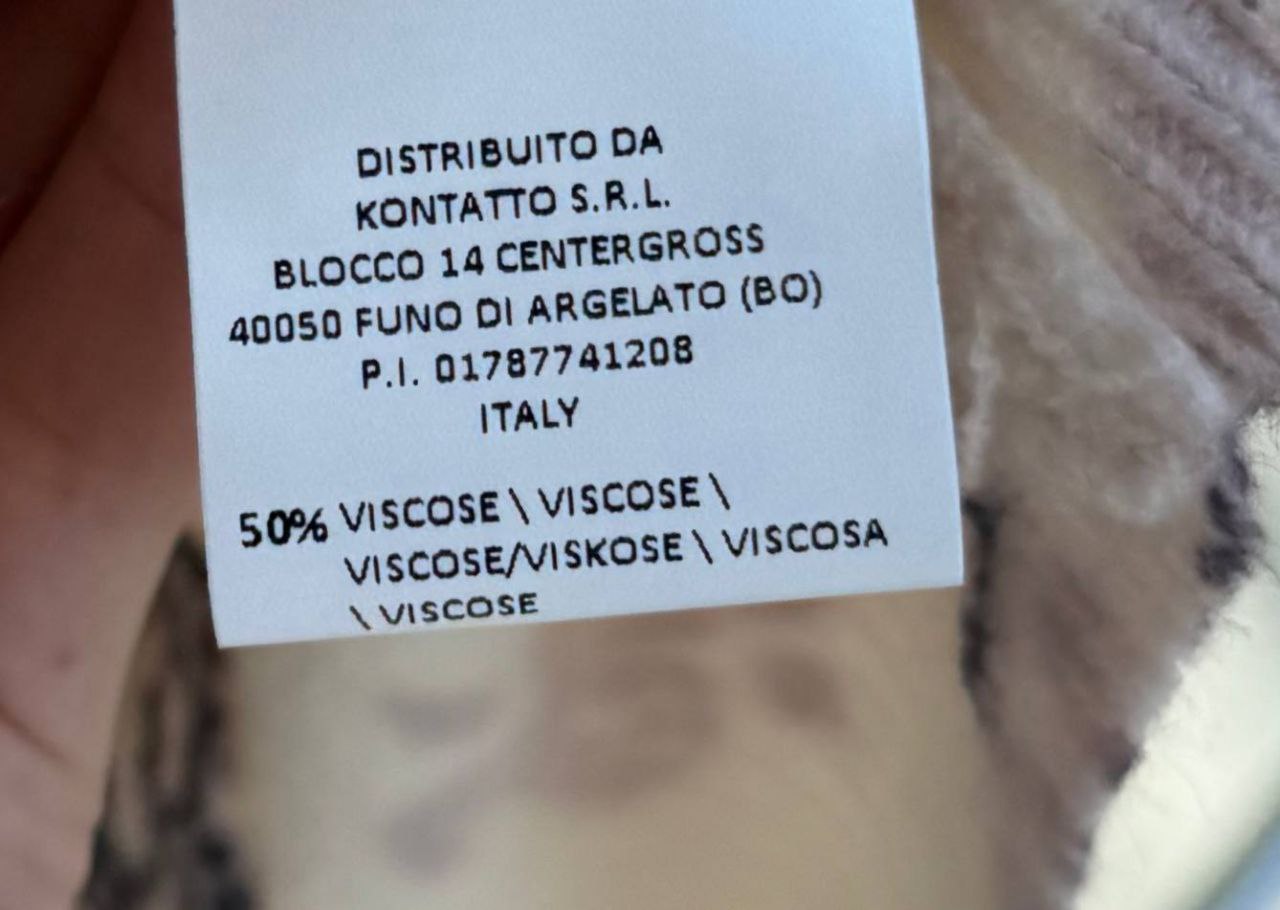 DISTRIBUITO DA
KONTATTO S.R.L.
BLOCCO 14 CENTERGROSS
40050 FUNO DI ARGELATO (BO)
P.I. 01787741208
ITALY
50% VISCOSE \ VISCOSE \
VISCOSE/VISKOSE \ VISCOSA
\ VISCOSE